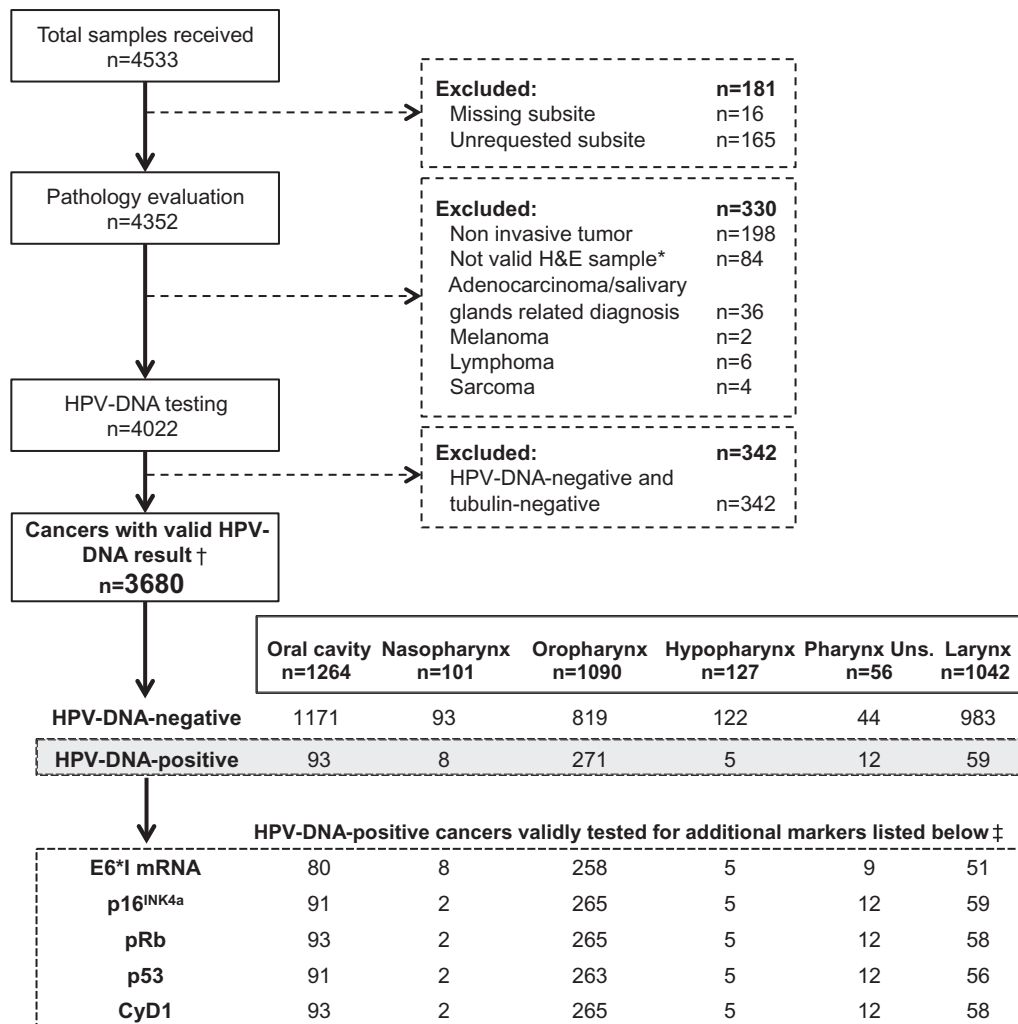 Total samples received
n=4533
Excluded: n=181
Missing subsite n=16
Unrequested subsite n=165
Pathology evaluation
n=4352
Excluded: n=330
Non invasive tumor n=198
Not valid H&E sample* n=84
Adenocarcinoma/salivary
glands related diagnosis n=36
Melanoma n=2
Lymphoma n=6
Sarcoma n=4
HPV-DNA testing
n=4022
Excluded: n=342
HPV-DNA-negative and
tubulin-negative n=342
Cancers with valid HPV-
DNA result †
n=3680
Oral cavity Nasopharynx Oropharynx Hypopharynx Pharynx Uns. Larynx
n=1264 n=101 n=1090 n=127 n=56 n=1042
HPV-DNA-negative 1171 93 819 122 44 983
HPV-DNA-positive 93 8 271 5 12 59
HPV-DNA-positive cancers validly tested for additional markers listed below ‡
E6*I mRNA 80 8 258 5 9 51
p16INK4a 91 2 265 5 12 59
pRb 93 2 265 5 12 58
p53 91 2 263 5 12 56
CyD1 93 2 265 5 12 58